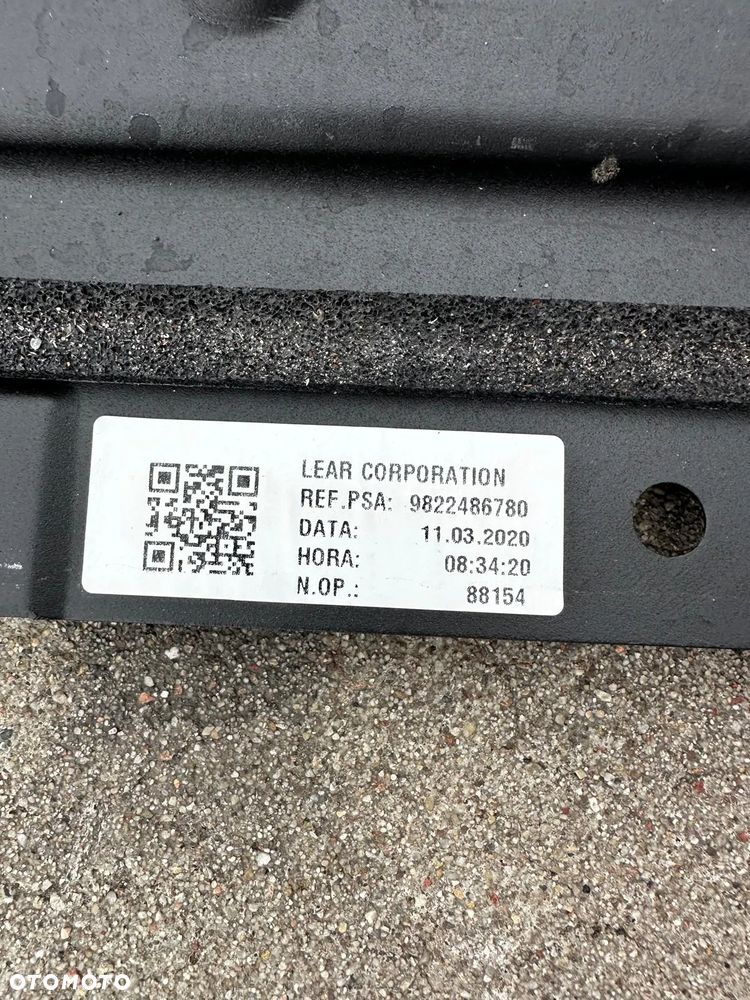 LEAR CORPORATION
REF.PSA: 9822486780
DATA: 11.03.2020
HORA: 08:34:20
N.OP.: 88154
OTOMOTO